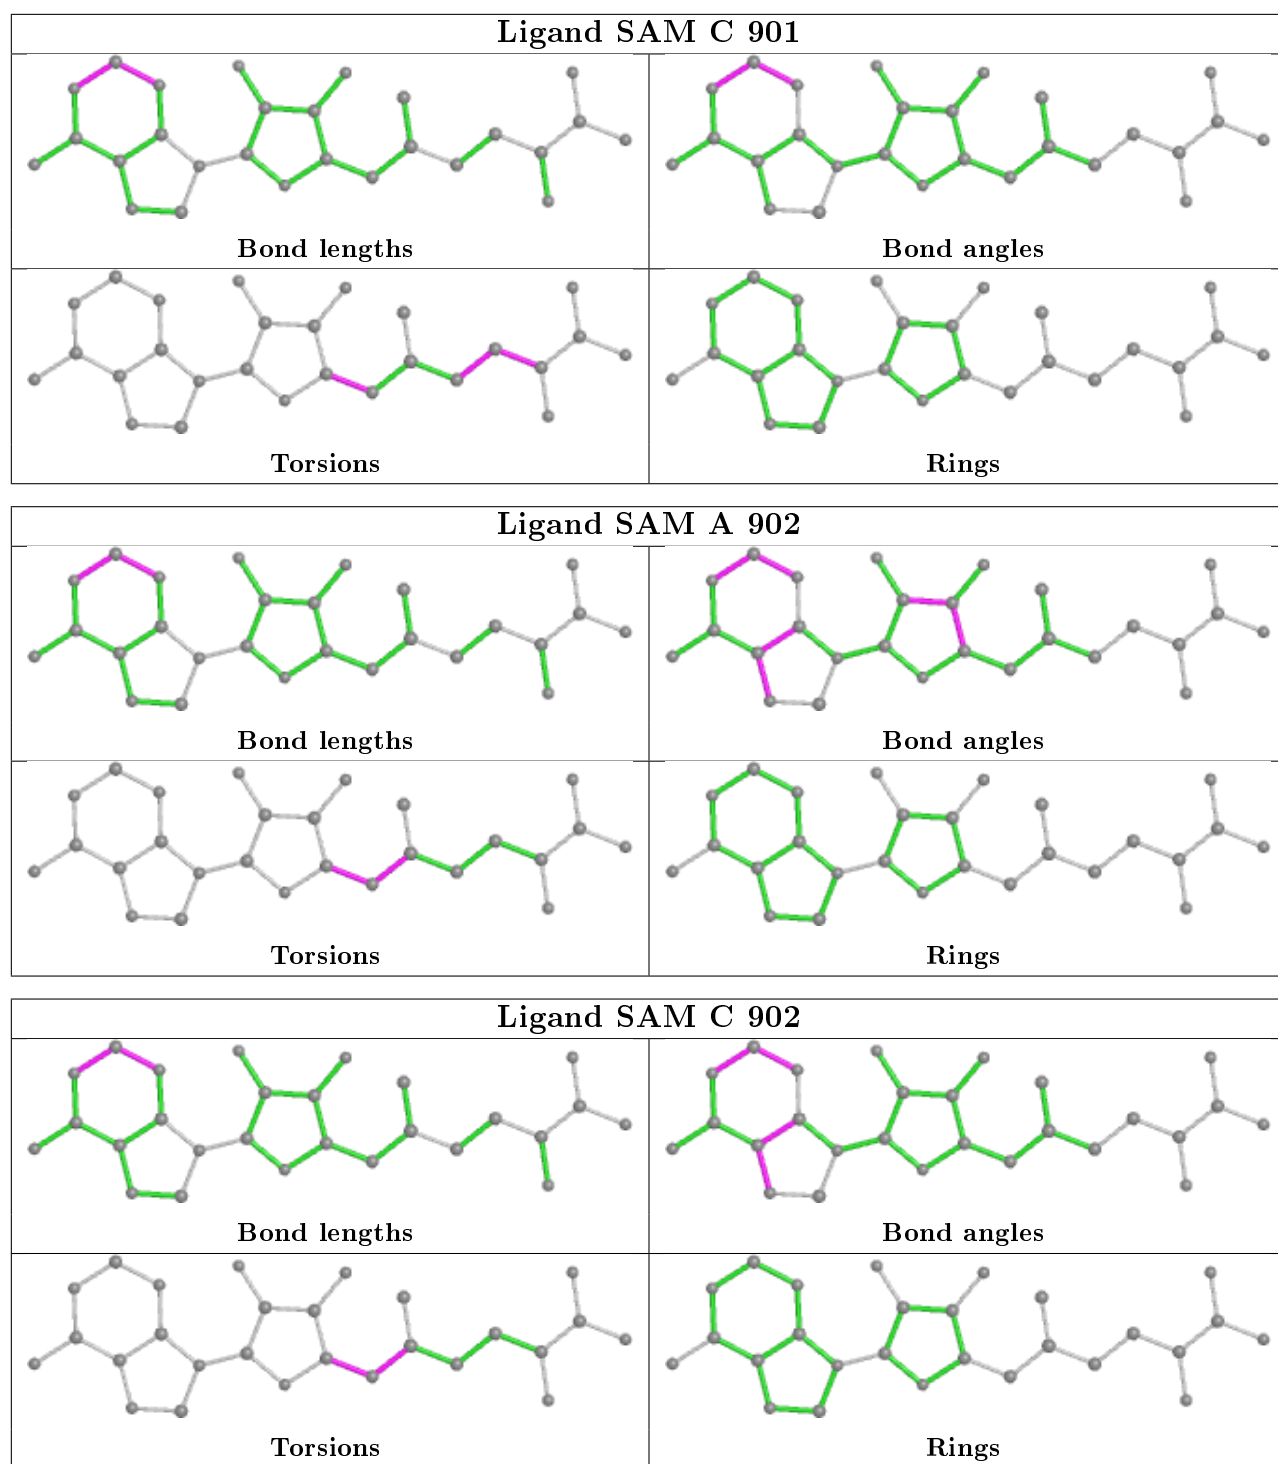 Ligand SAM C 901
Bond lengths
Bond angles
Torsions
Rings
Ligand SAM A 902
Bond lengths
Bond angles
Torsions
Rings
Ligand SAM C 902
Bond lengths
Bond angles
Torsions
Rings